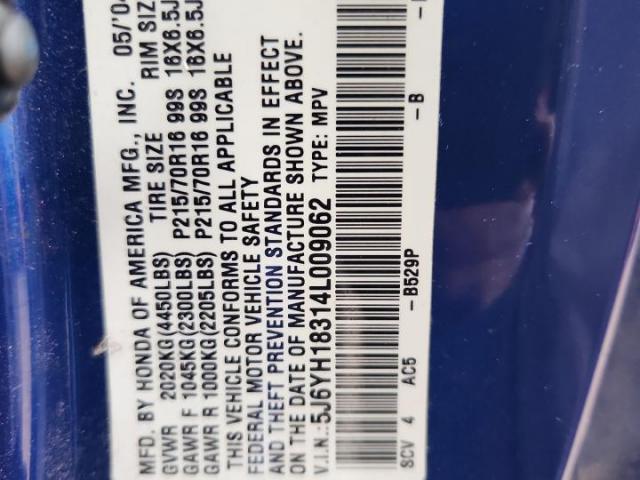 MFD. BY HONDA OF AMERICA MFG., INC. 05/'04
GVWR 2020KG(4450LBS) TIRE SIZE RIM SIZ
GAWR F 1045KG(2300LBS) P215/70R16 99S 16X6.5J
GAWR R 1000KG(2205LBS) P215/70R16 99S 16X6.5J
THIS VEHICLE CONFORMS TO ALL APPLICABLE
FEDERAL MOTOR VEHICLE SAFETY
AND THEFT PREVENTION STANDARDS IN EFFECT
ON THE DATE OF MANUFACTURE SHOWN ABOVE.
V.I.N.:5J6YH18314L009062 TYPE: MPV
SCV 4 AC5 -B529P -B -